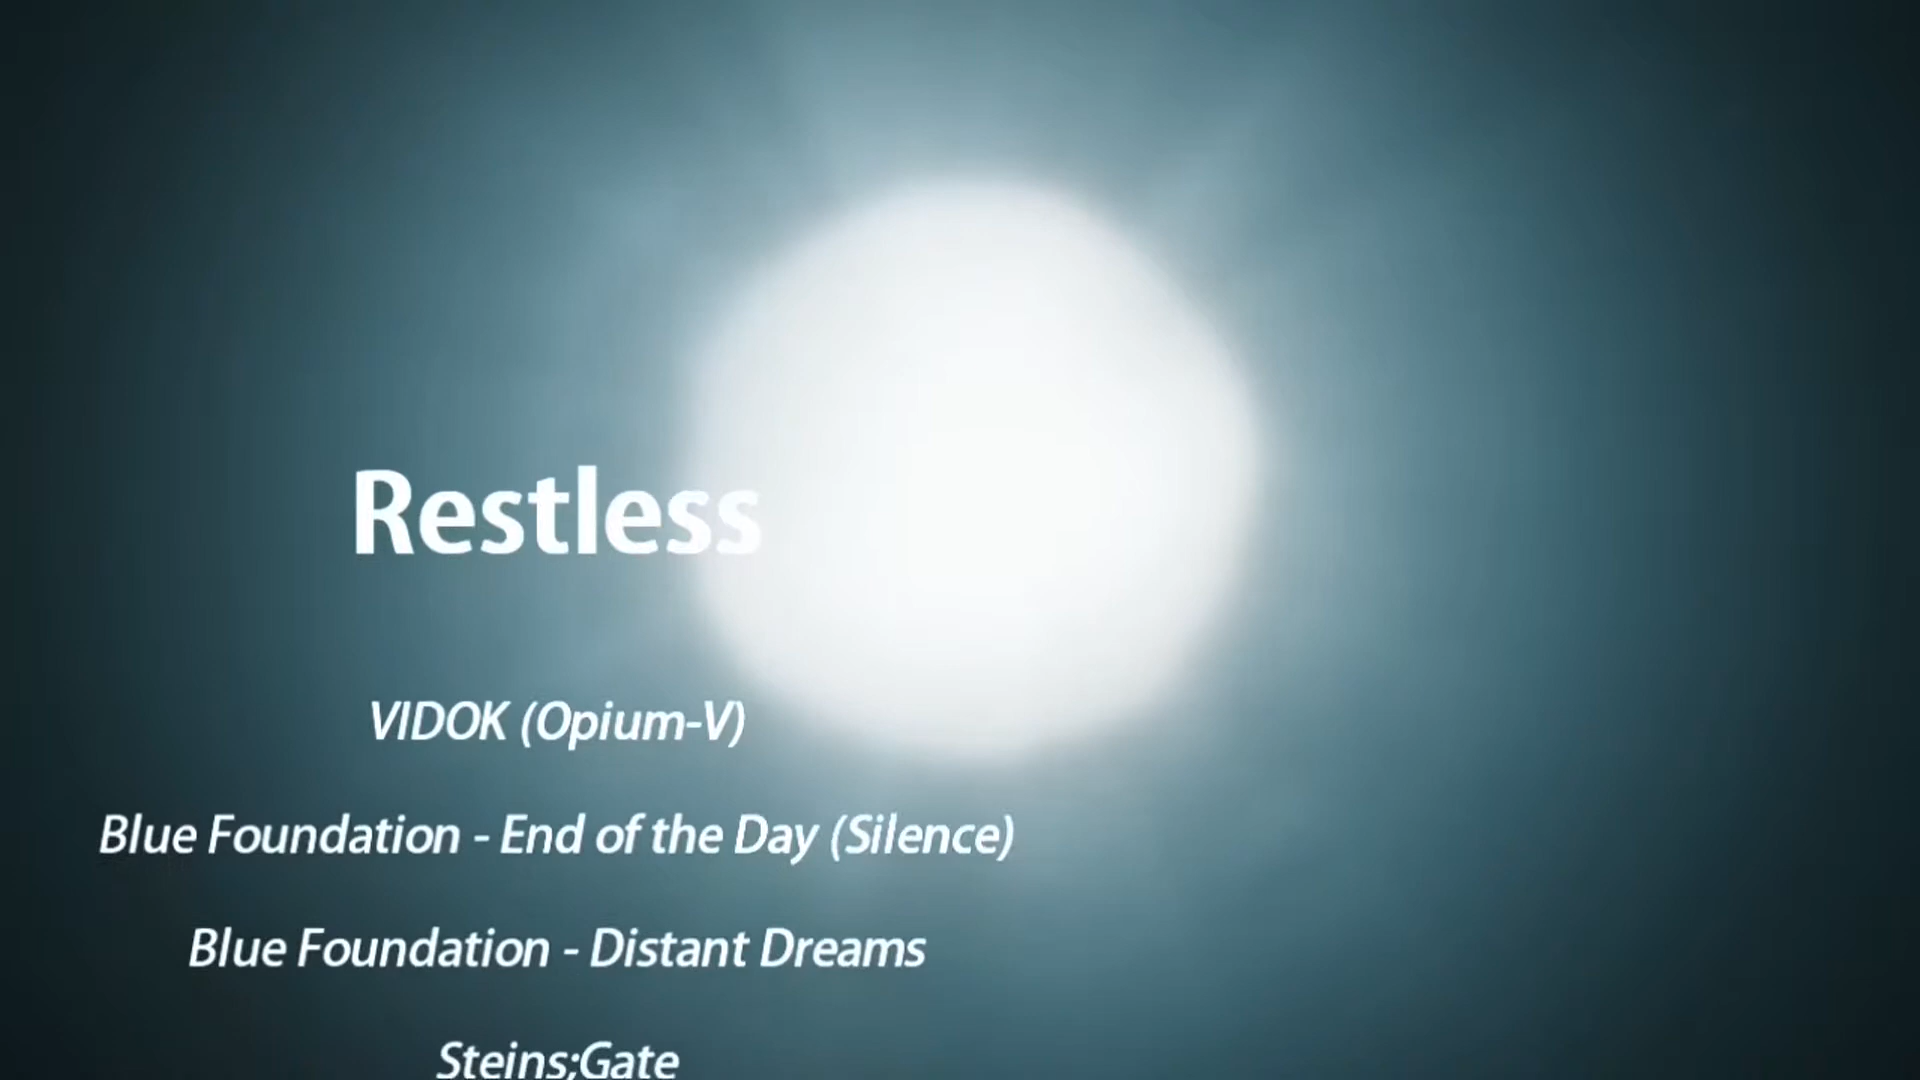 Restless
VIDOK (Opium-V)
Blue Foundation - End of the Day (Silence)
Blue Foundation - Distant Dreams
Steins;Gate